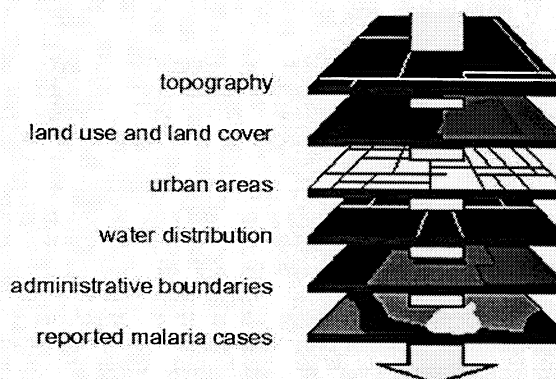 topography
land use and land cover
urban areas
water distribution
administrative boundaries
reported malaria cases